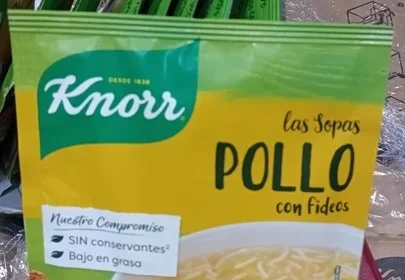 DESDE 1838
Knorr
las Sopas
POLLO
con Fideos
Nuestro Compromiso
SIN conservantes²
Bajo en grasa